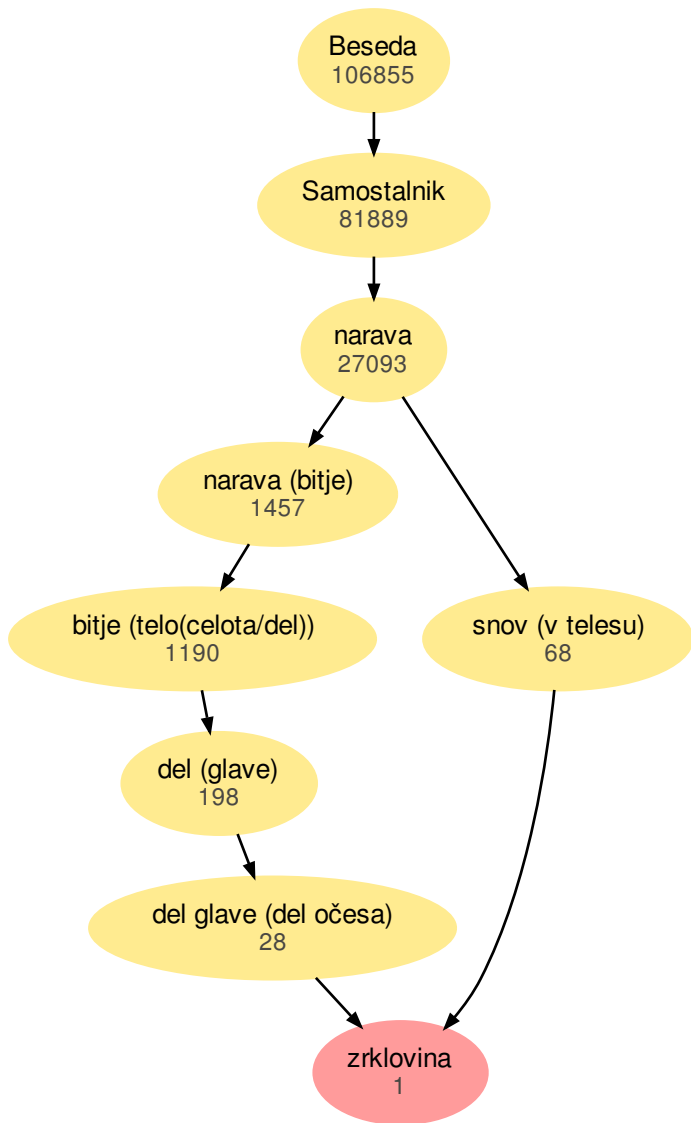 Beseda
106855
Samostalnik
81889
narava
27093
narava (bitje)
1457
bitje (telo(celota/del))
1190
snov (v telesu)
68
del (glave)
198
del glave (del očesa)
28
zrklovina
1